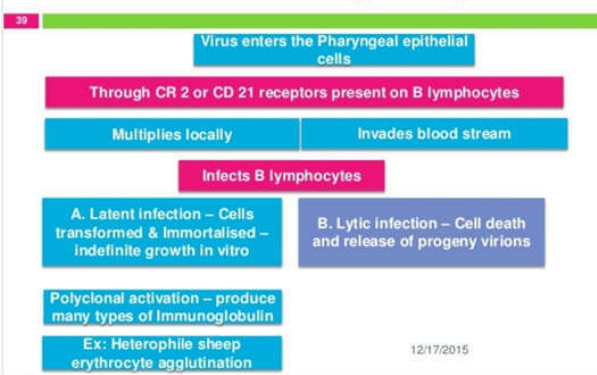 39
Virus enters the Pharyngeal epithelial
cells
Through CR 2 or CD 21 receptors present on B lymphocytes
Multiplies locally
Invades blood stream
Infects B lymphocytes
A. Latent infection – Cells
transformed & Immortalised –
indefinite growth in vitro
B. Lytic infection – Cell death
and release of progeny virions
Polyclonal activation – produce
many types of Immunoglobulin
Ex: Heterophile sheep
erythrocyte agglutination
12/17/2015